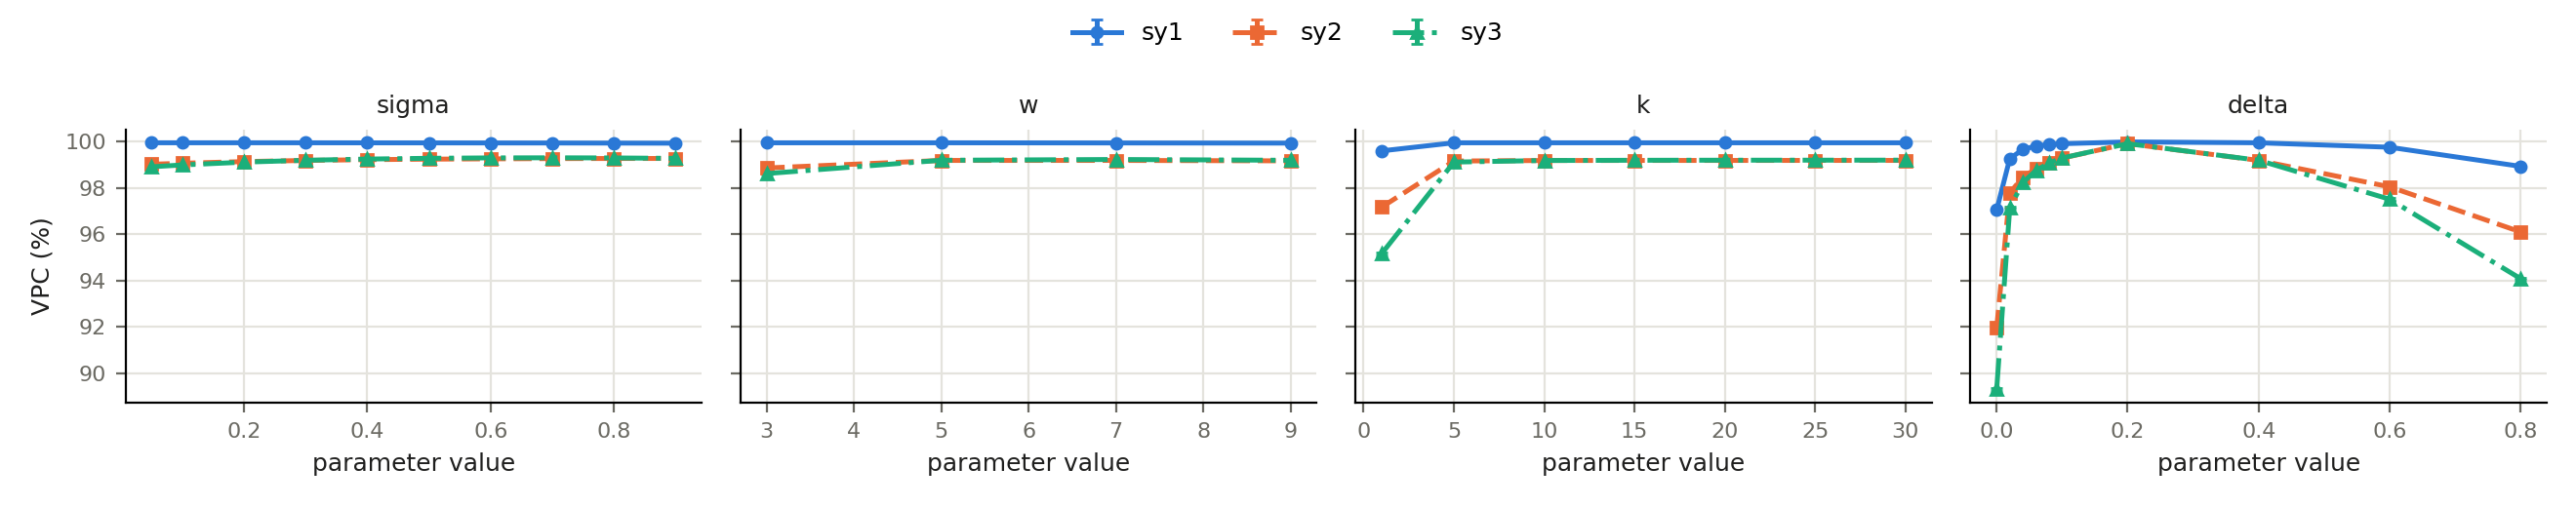 sy1 sy2 sy3
sigma w k delta
VPC (%)
100
98
96
94
92
90
0.2 0.4 0.6 0.8 3 4 5 6 7 8 9 0 5 10 15 20 25 30 0.0 0.2 0.4 0.6 0.8
parameter value parameter value parameter value parameter value